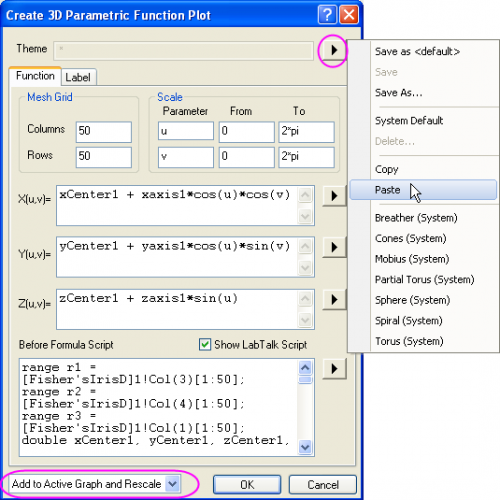 Create 3D Parametric Function Plot
Theme *
Function Label
Mesh Grid
Columns 50
Rows 50
Scale
Parameter From To
u 0 2*pi
v 0 2*pi
X(u,v)= xCenter1 + xaxis1*cos(u)*cos(v)
Y(u,v)= yCenter1 + yaxis1*cos(u)*sin(v)
Z(u,v)= zCenter1 + zaxis1*sin(u)
Before Formula Script Show LabTalk Script
range r1 =
[Fisher'sIrisD]1!Col(3)[1:50];
range r2 =
[Fisher'sIrisD]1!Col(4)[1:50];
range r3 =
[Fisher'sIrisD]1!Col(1)[1:50];
double xCenter1, yCenter1, zCenter1,
Add to Active Graph and Rescale OK Cancel
Save as <default>
Save
Save As...
System Default
Delete...
Copy
Paste
Breather (System)
Cones (System)
Mobius (System)
Partial Torus (System)
Sphere (System)
Spiral (System)
Torus (System)